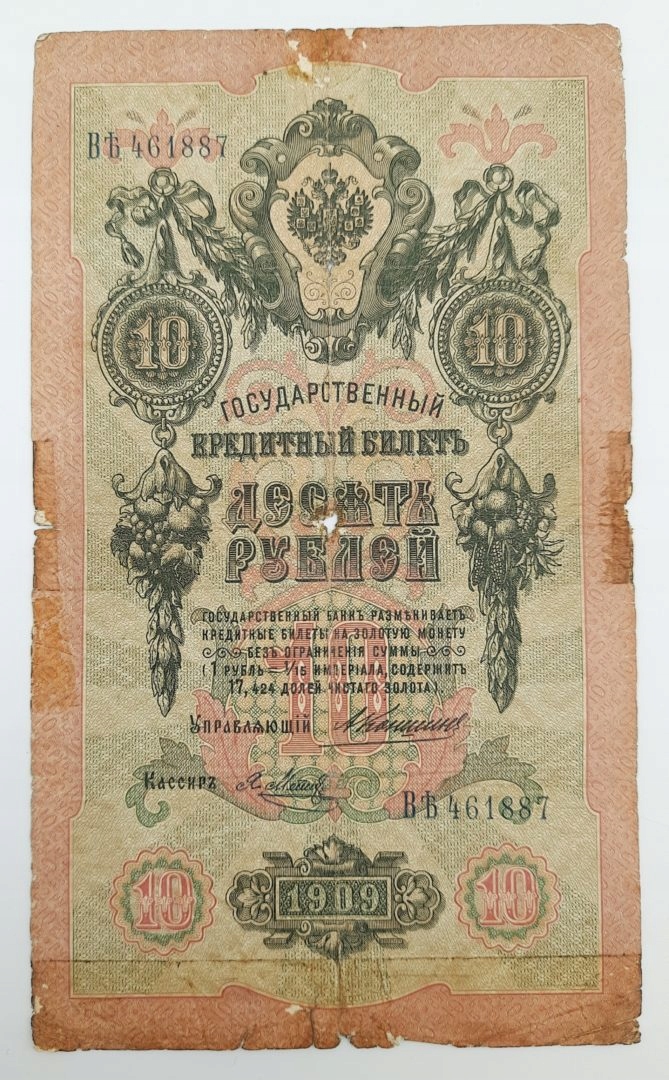 ВѢ 461887
10 10
ГОСУДАРСТВЕННЫЙ
КРЕДИТНЫЙ БИЛЕТЪ
ДЕСЯТЬ
РУБЛЕЙ
ГОСУДАРСТВЕННЫЙ БАНКЪ РАЗМѢНИВАЕТЪ
КРЕДИТНЫЕ БИЛЕТЫ НА ЗОЛОТУЮ МОНЕТУ
БЕЗЪ ОГРАНИЧЕНІЯ СУММЫ
(1 РУБЛЬ = 1/15 ИМПЕРІАЛА, СОДЕРЖИТЪ
17,424 ДОЛЕЙ ЧИСТАГО ЗОЛОТА).
10
УПРАВЛЯЮЩІЙ
КАССИРЪ
ВѢ 461887
10 1909 10